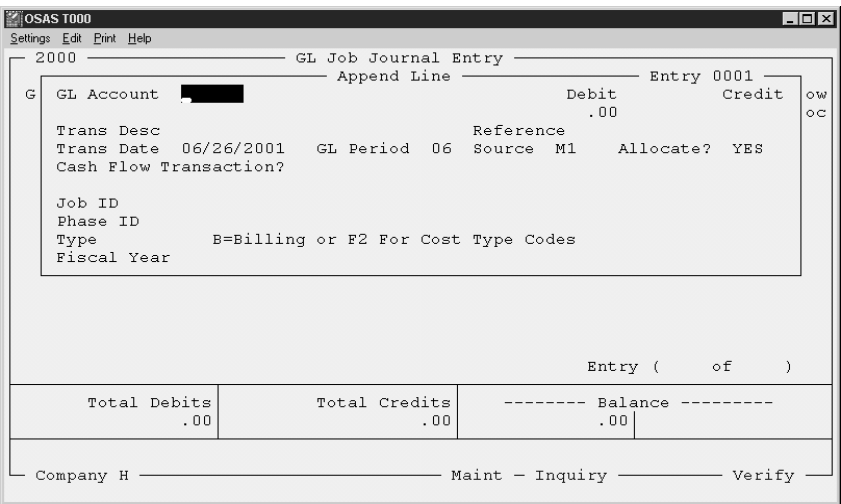 OSAS T000
Settings Edit Print Help
2000 GL Job Journal Entry
Append Line Entry 0001
G GL Account Debit Credit ow
.00 oc
Trans Desc Reference
Trans Date 06/26/2001 GL Period 06 Source M1 Allocate? YES
Cash Flow Transaction?
Job ID
Phase ID
Type B=Billing or F2 For Cost Type Codes
Fiscal Year
Entry ( of )
Total Debits Total Credits -------- Balance ---------
.00 .00 .00
Company H Maint — Inquiry Verify